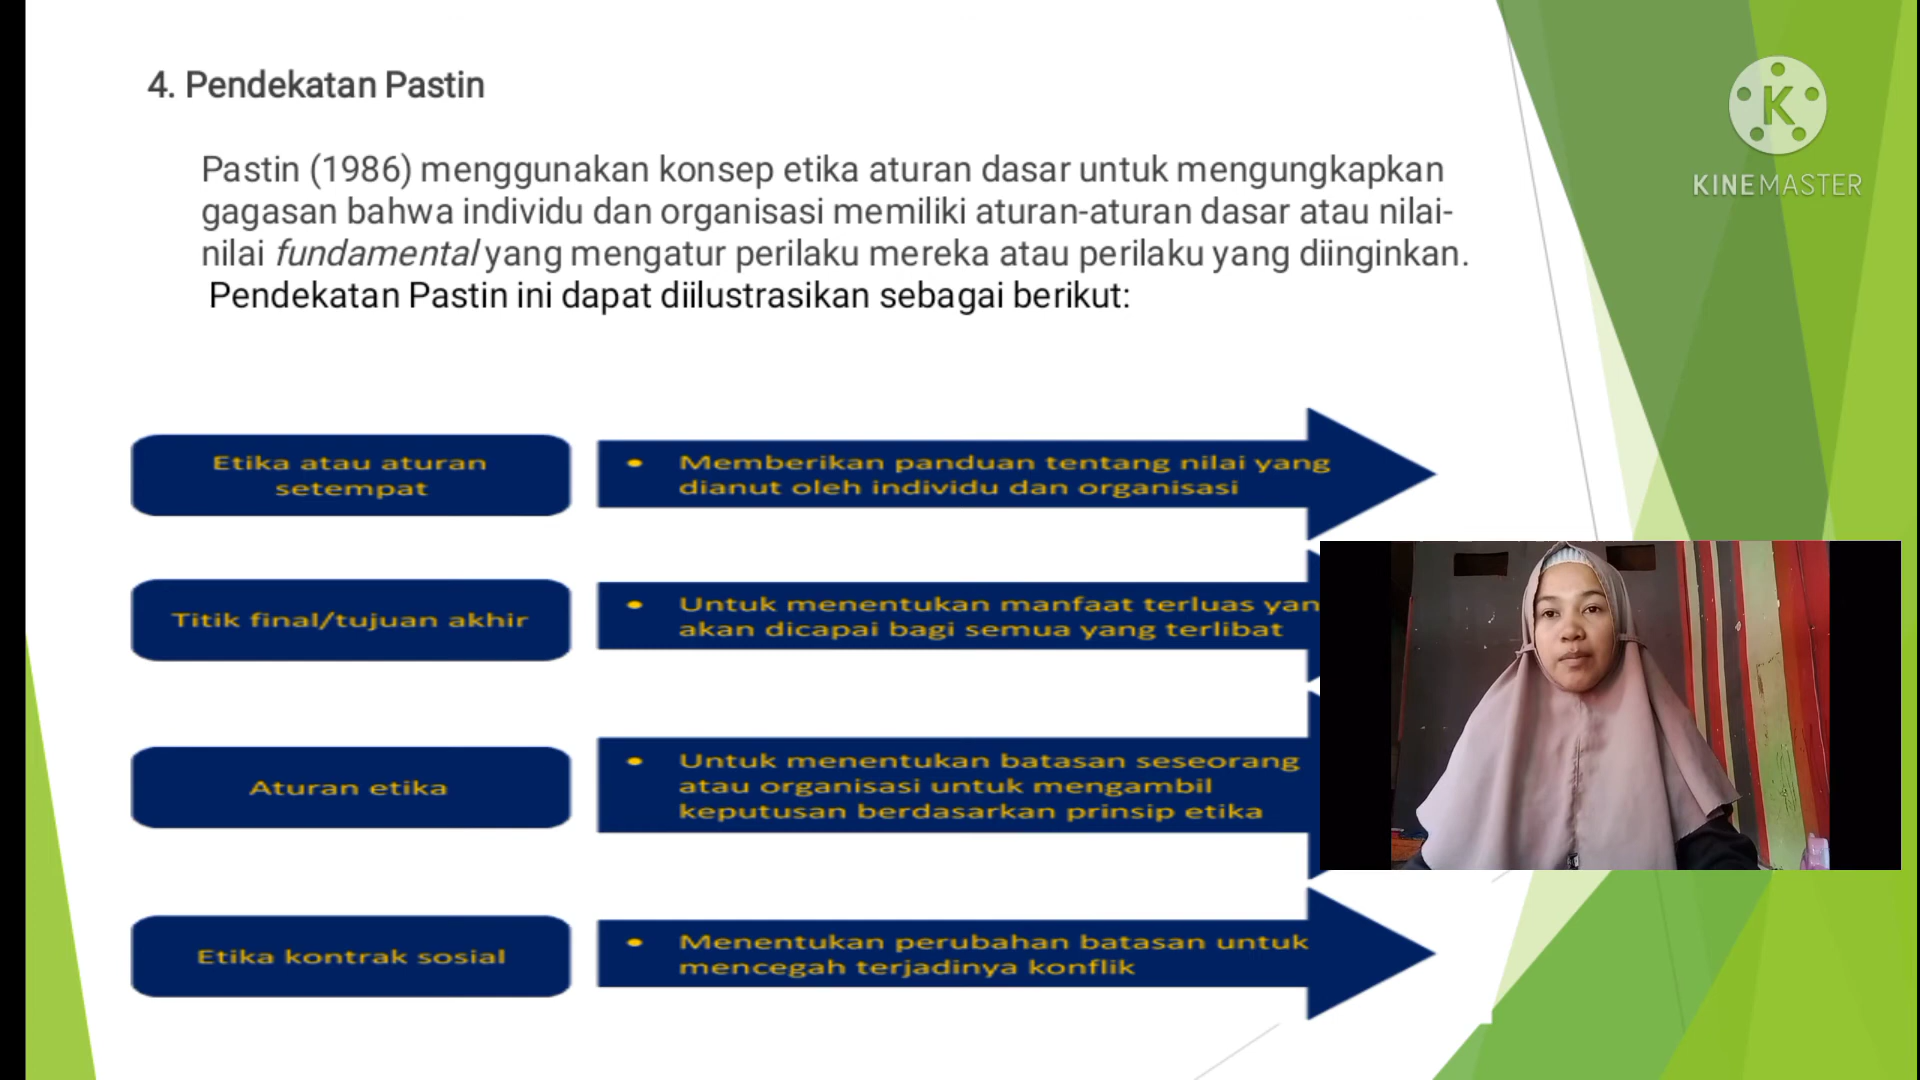 4. Pendekatan Pastin
Pastin (1986) menggunakan konsep etika aturan dasar untuk mengungkapkan
gagasan bahwa individu dan organisasi memiliki aturan-aturan dasar atau nilai-
nilai fundamental yang mengatur perilaku mereka atau perilaku yang diinginkan.
Pendekatan Pastin ini dapat diilustrasikan sebagai berikut:
Etika atau aturan
setempat
• Memberikan panduan tentang nilai yang
dianut oleh individu dan organisasi
Titik final/tujuan akhir
• Untuk menentukan manfaat terluas yan
akan dicapai bagi semua yang terlibat
Aturan etika
• Untuk menentukan batasan seseorang
atau organisasi untuk mengambil
keputusan berdasarkan prinsip etika
Etika kontrak sosial
• Menentukan perubahan batasan untuk
mencegah terjadinya konflik
K
KINEMASTER